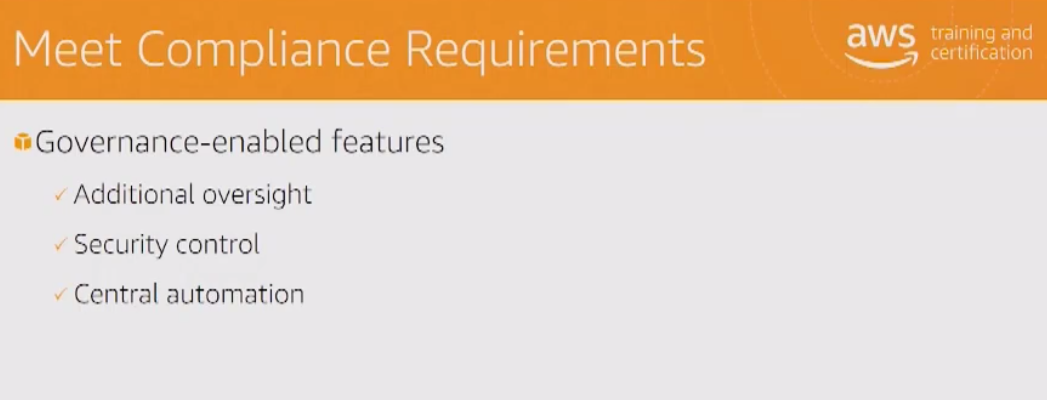 Meet Compliance Requirements
aws training and
certification
Governance-enabled features
✓ Additional oversight
✓ Security control
✓ Central automation